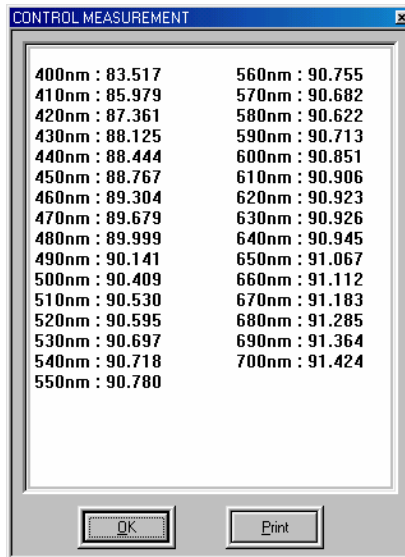 CONTROL MEASUREMENT
400nm : 83.517
410nm : 85.979
420nm : 87.361
430nm : 88.125
440nm : 88.444
450nm : 88.767
460nm : 89.304
470nm : 89.679
480nm : 89.999
490nm : 90.141
500nm : 90.409
510nm : 90.530
520nm : 90.595
530nm : 90.697
540nm : 90.718
550nm : 90.780
560nm : 90.755
570nm : 90.682
580nm : 90.622
590nm : 90.713
600nm : 90.851
610nm : 90.906
620nm : 90.923
630nm : 90.926
640nm : 90.945
650nm : 91.067
660nm : 91.112
670nm : 91.183
680nm : 91.285
690nm : 91.364
700nm : 91.424
OK
Print